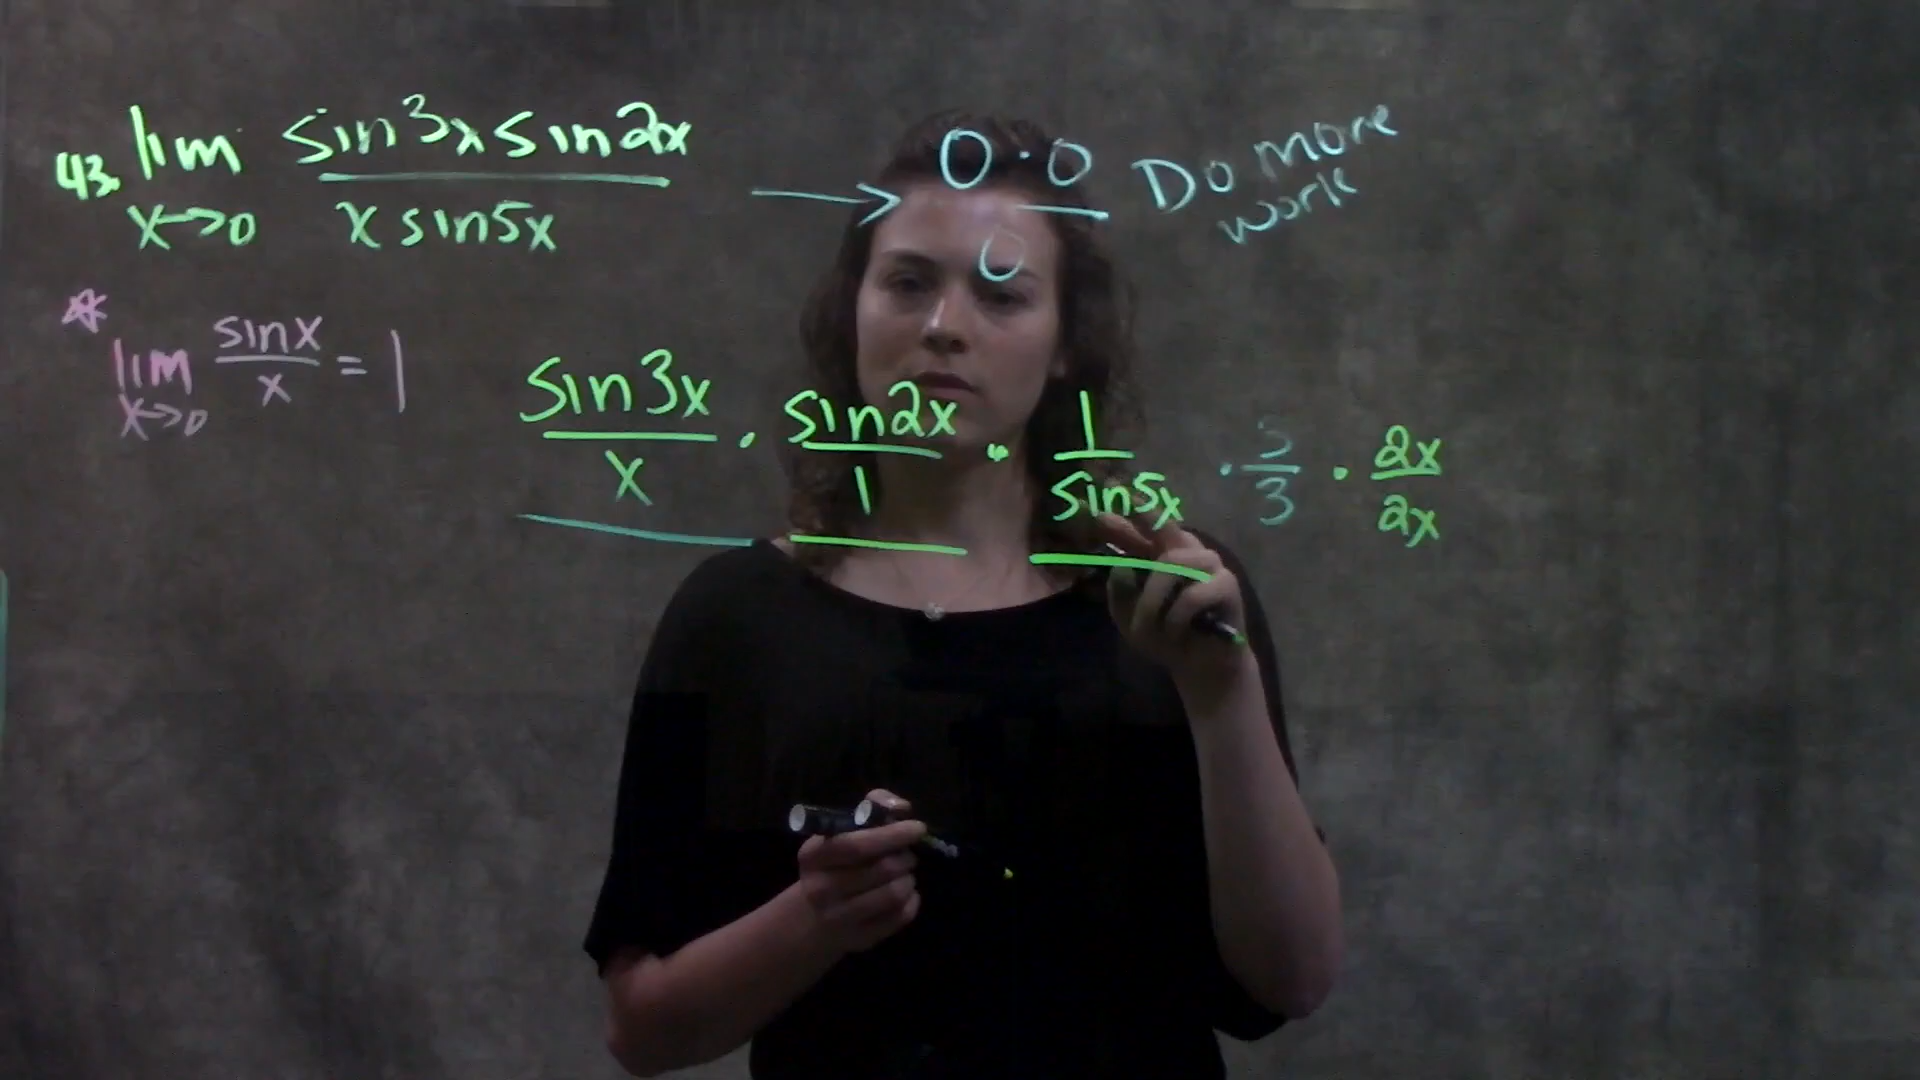 43. lim sin3x sin2x
x→0 x sin5x
→ 0·0
0
Do more
work
* lim sinx / x = 1
x→0
sin3x / x · sin2x / 1 · 1 / sin5x · 3 / 3 · 2x / 2x